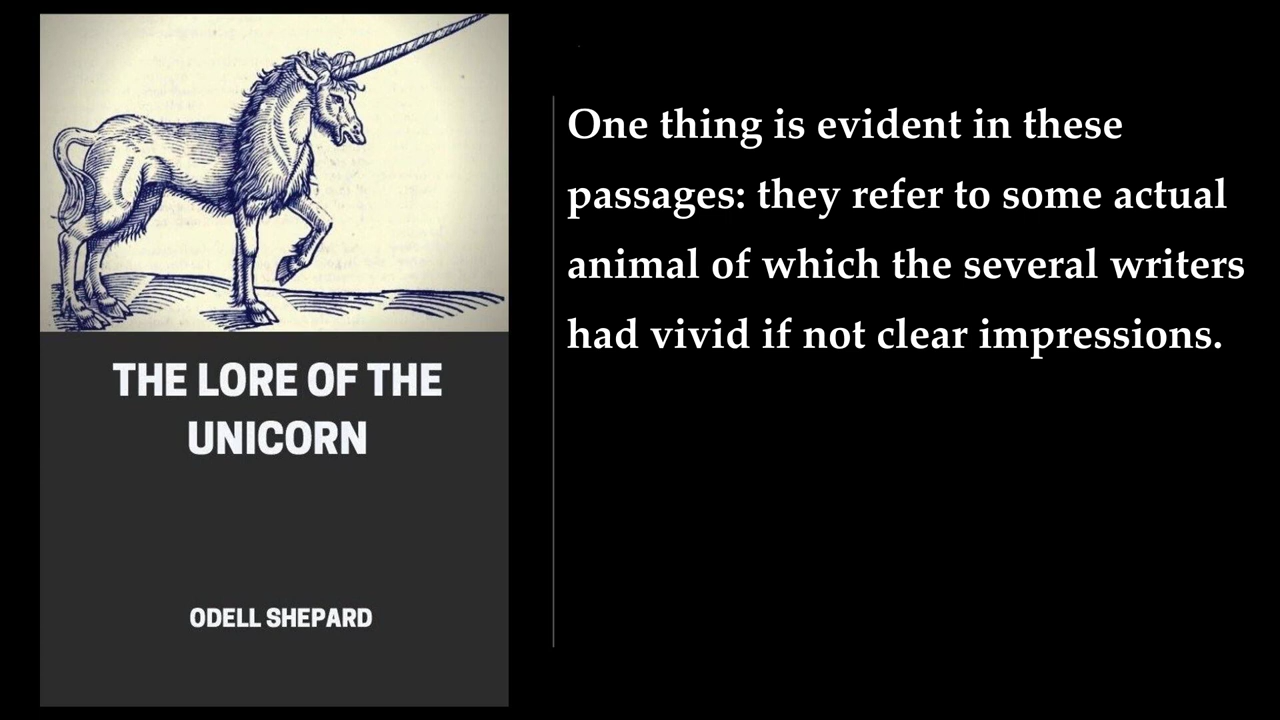 THE LORE OF THE
UNICORN
ODELL SHEPARD
One thing is evident in these
passages: they refer to some actual
animal of which the several writers
had vivid if not clear impressions.